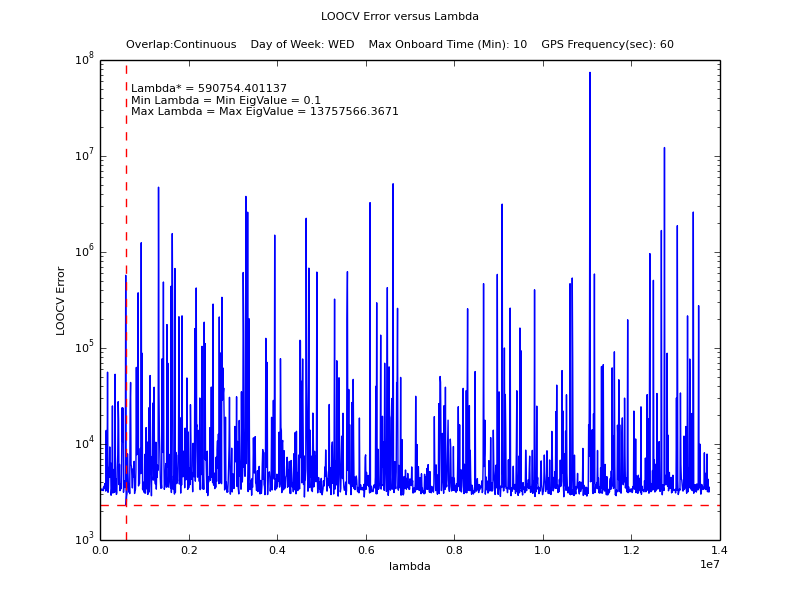 LOOCV Error versus Lambda
Overlap:Continuous    Day of Week: WED    Max Onboard Time (Min): 10    GPS Frequency(sec): 60
Lambda* = 590754.401137
Min Lambda = Min EigValue = 0.1
Max Lambda = Max EigValue = 13757566.3671
LOOCV Error
10^8
10^7
10^6
10^5
10^4
10^3
0.0 0.2 0.4 0.6 0.8 1.0 1.2 1.4
1e7
lambda